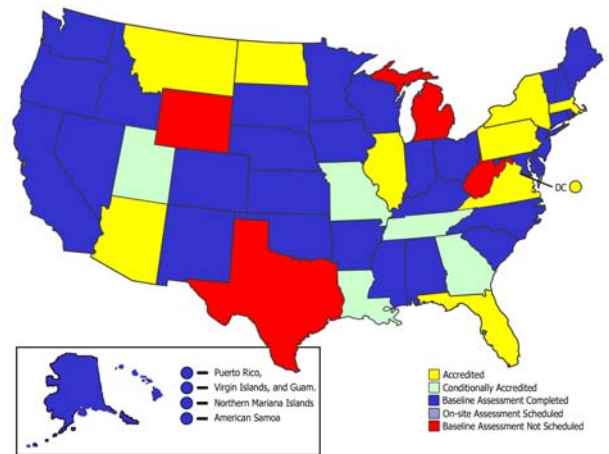 DC
Puerto Rico,
Virgin Islands, and Guam.
Northern Mariana Islands
American Samoa
Accredited
Conditionally Accredited
Baseline Assessment Completed
On-site Assessment Scheduled
Baseline Assessment Not Scheduled